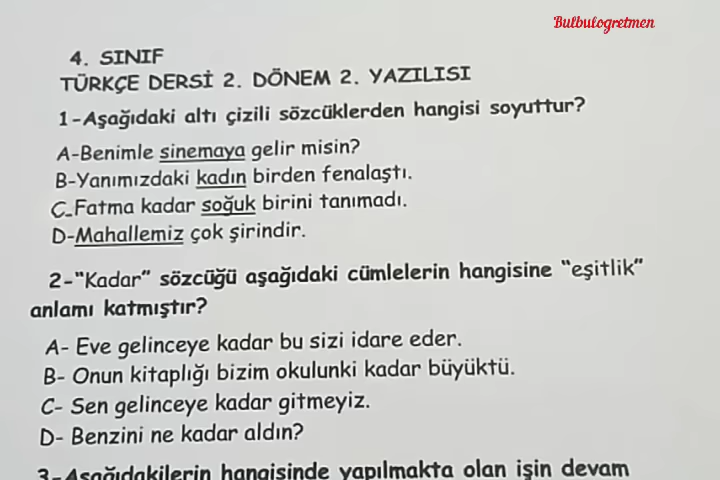 Bulbulogretmen
4. SINIF
TÜRKÇE DERSİ 2. DÖNEM 2. YAZILISI
1-Aşağıdaki altı çizili sözcüklerden hangisi soyuttur?
A-Benimle sinemaya gelir misin?
B-Yanımızdaki kadın birden fenalaştı.
C-Fatma kadar soğuk birini tanımadı.
D-Mahallemiz çok şirindir.
2-"Kadar" sözcüğü aşağıdaki cümlelerin hangisine "eşitlik"
anlamı katmıştır?
A- Eve gelinceye kadar bu sizi idare eder.
B- Onun kitaplığı bizim okulunki kadar büyüktü.
C- Sen gelinceye kadar gitmeyiz.
D- Benzini ne kadar aldın?
3-Aşağıdakilerin hangisinde yapılmakta olan işin devam